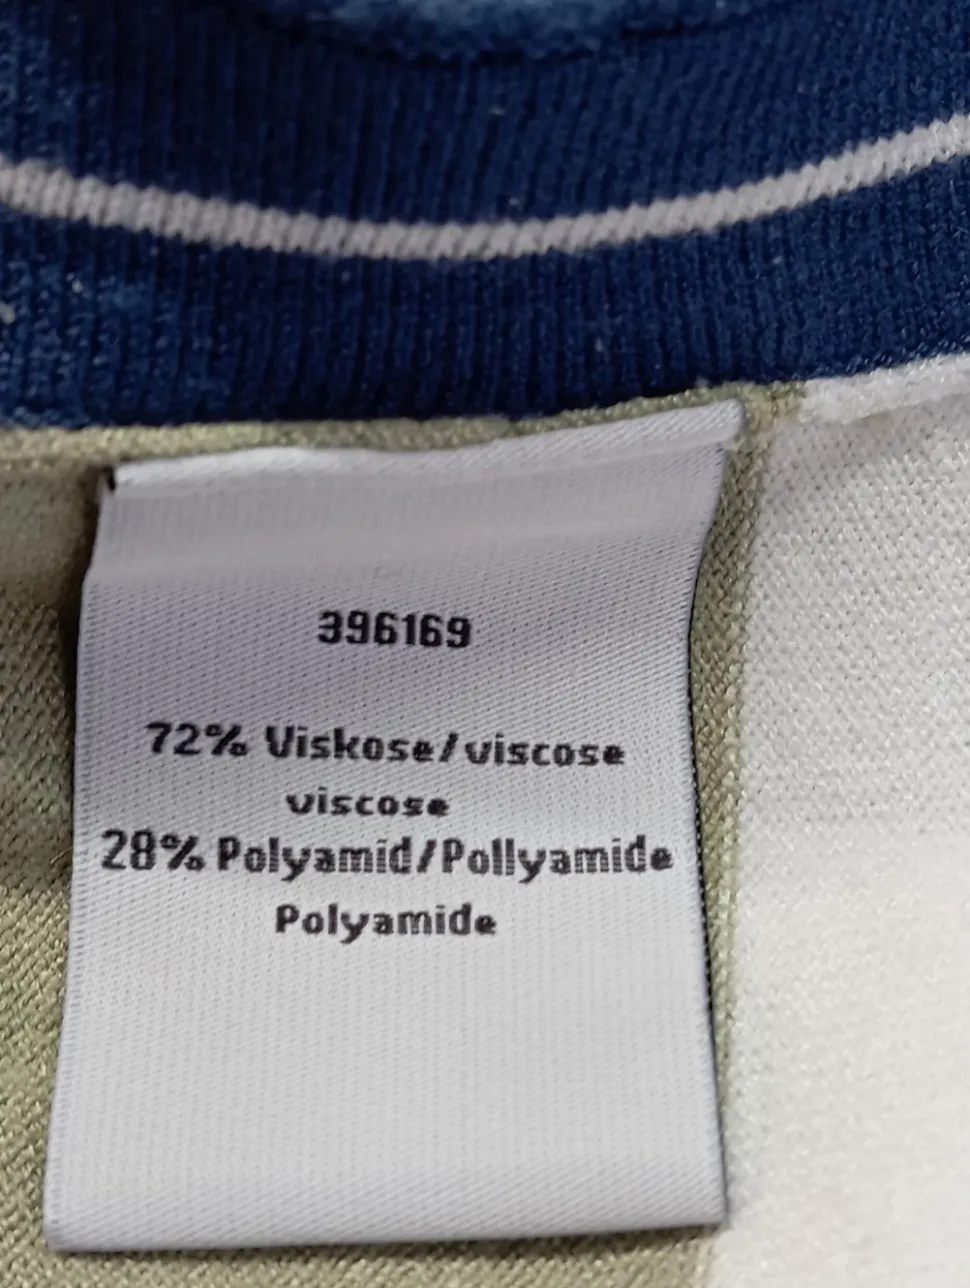 396169
72% Viskose/viscose
viscose
28% Polyamid/Pollyamide
Polyamide